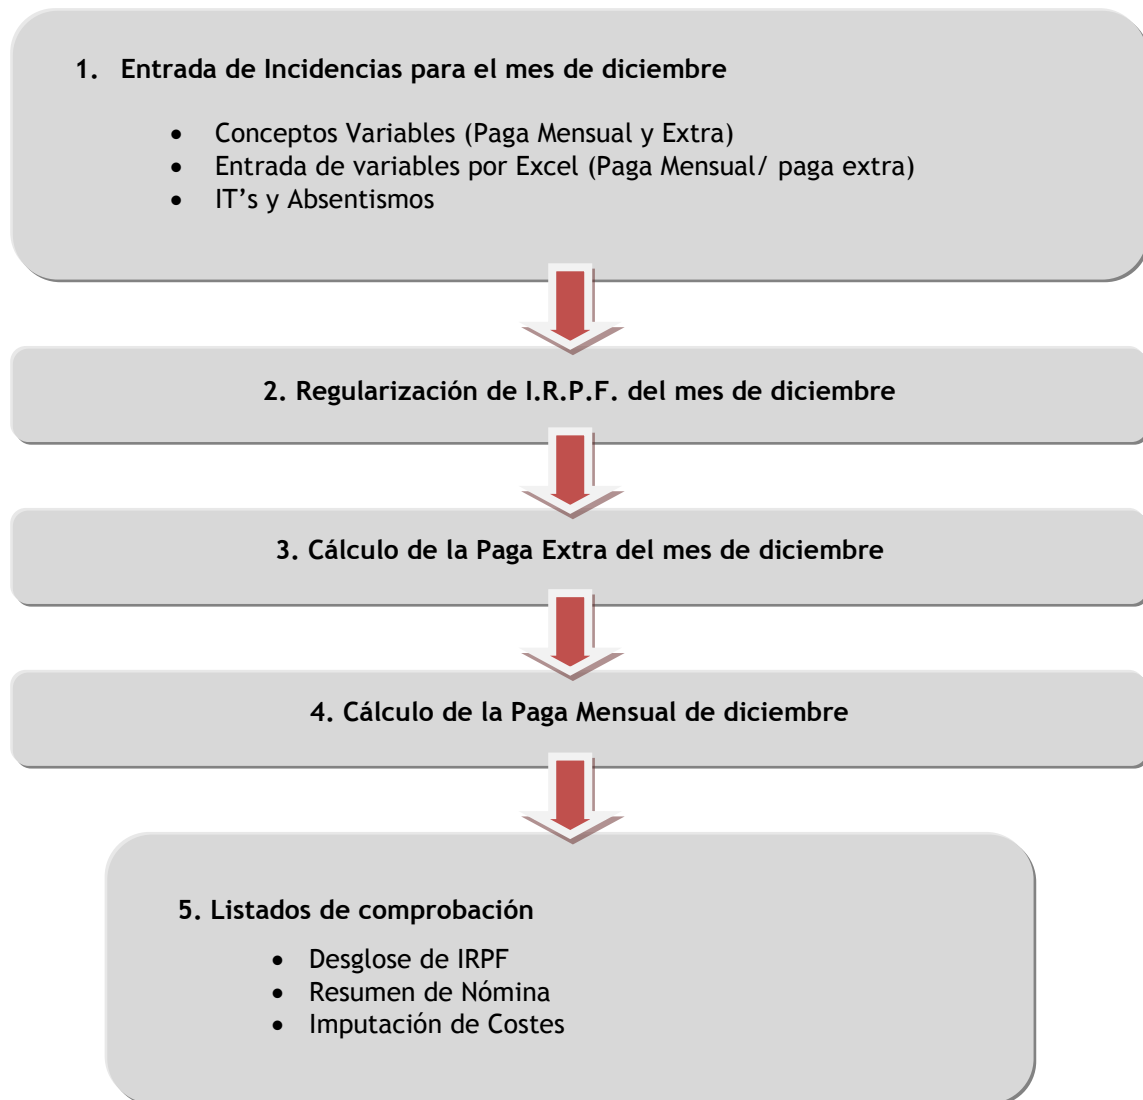 1. Entrada de Incidencias para el mes de diciembre
• Conceptos Variables (Paga Mensual y Extra)
• Entrada de variables por Excel (Paga Mensual/ paga extra)
• IT’s y Absentismos
2. Regularización de I.R.P.F. del mes de diciembre
3. Cálculo de la Paga Extra del mes de diciembre
4. Cálculo de la Paga Mensual de diciembre
5. Listados de comprobación
• Desglose de IRPF
• Resumen de Nómina
• Imputación de Costes